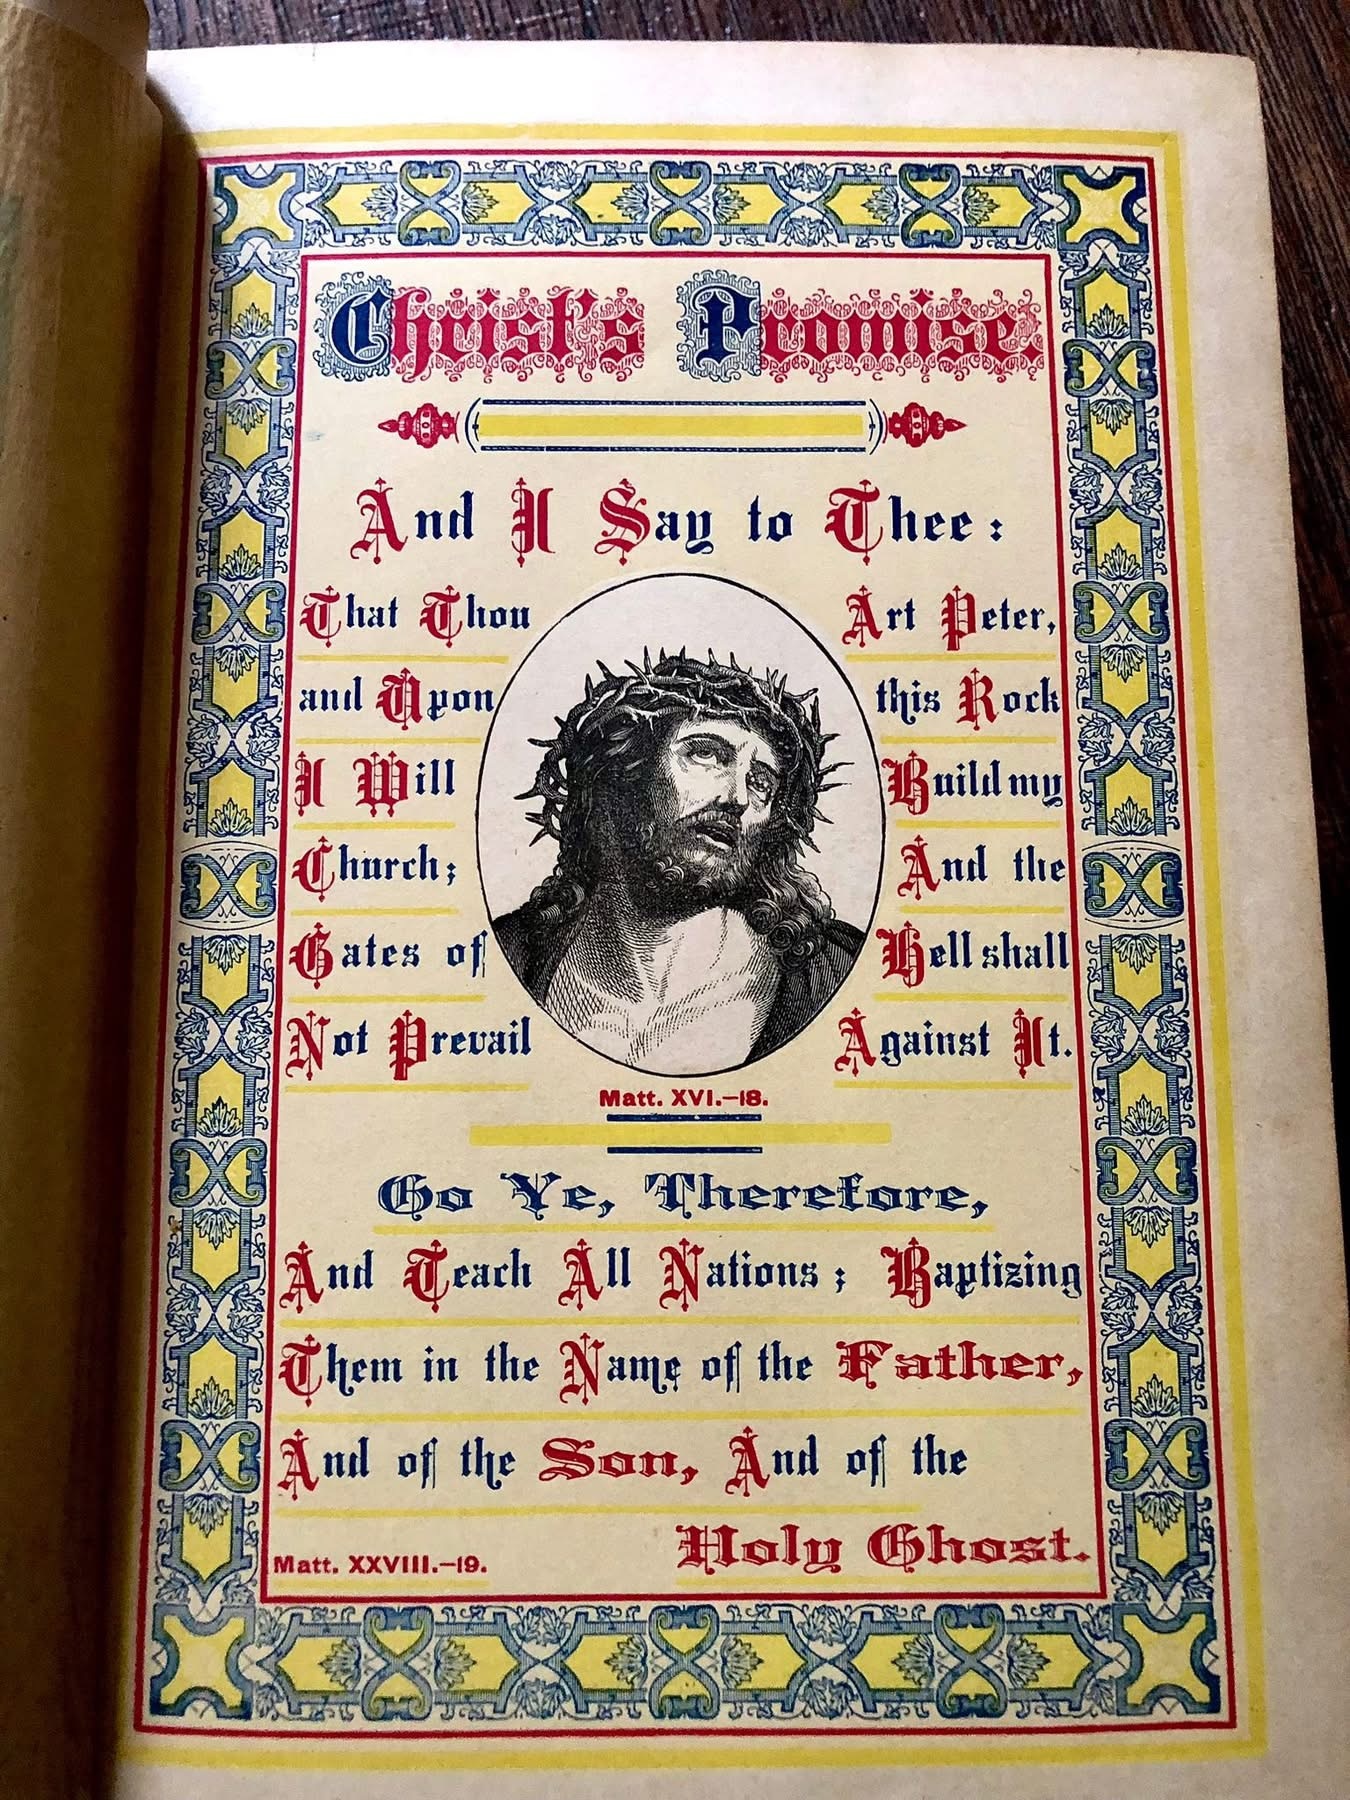 Christ's Promise.
And I Say to Thee:
That Thou Art Peter,
and Upon this Rock
I Will Build my
Church; And the
Gates of Hell shall
Not Prevail Against It.
Matt. XVI.–18.
Go Ye, Therefore,
And Teach All Nations; Baptizing
Them in the Name of the Father,
And of the Son, And of the
Holy Ghost.
Matt. XXVIII.–19.